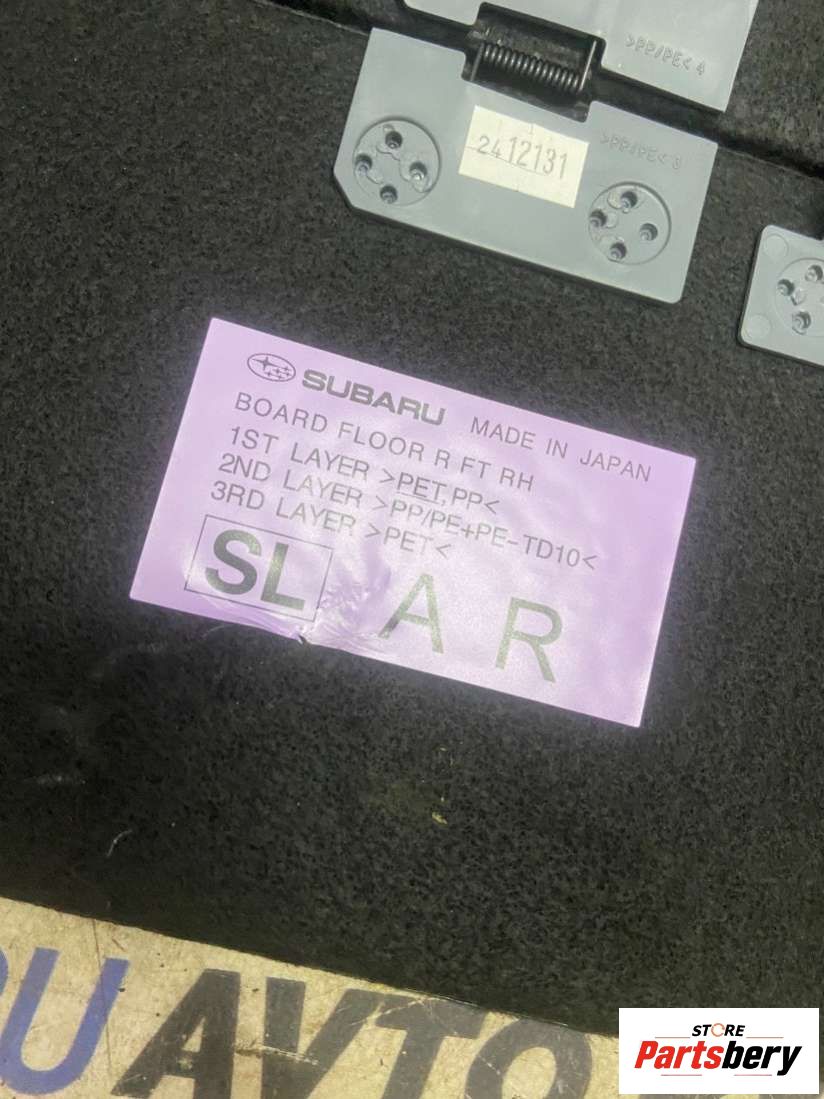 >PP/PE< 4
>PP/PE< 3
2412131
SUBARU MADE IN JAPAN
BOARD FLOOR R FT RH
1ST LAYER >PET,PP<
2ND LAYER >PP/PE+PE-TD10<
3RD LAYER >PET<
SL A R
AVTO
STORE
Partsbery